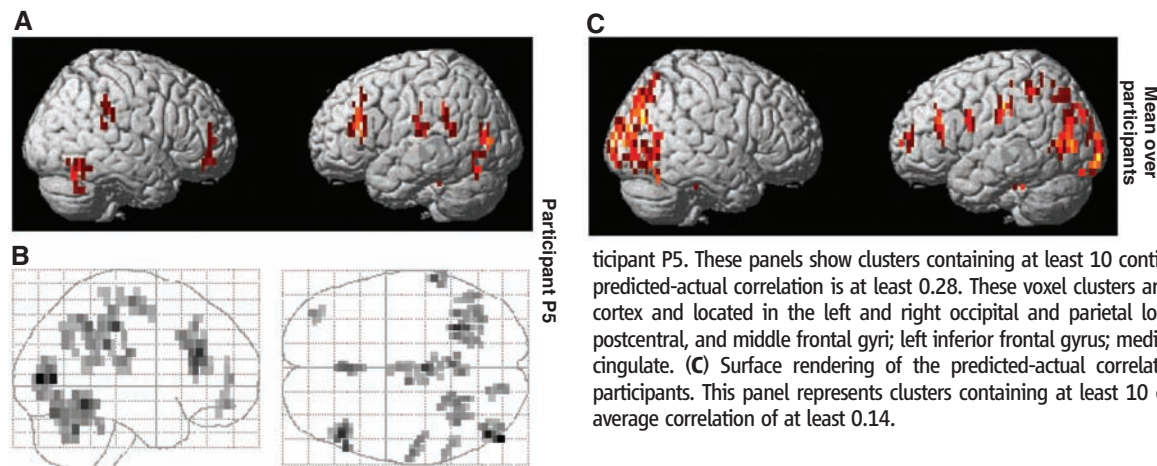 A
C
Mean over
participants
Participant P5
B
ticipant P5. These panels show clusters containing at least 10 conti
predicted-actual correlation is at least 0.28. These voxel clusters ar
cortex and located in the left and right occipital and parietal lo
postcentral, and middle frontal gyri; left inferior frontal gyrus; medi
cingulate. (C) Surface rendering of the predicted-actual correlat
participants. This panel represents clusters containing at least 10
average correlation of at least 0.14.